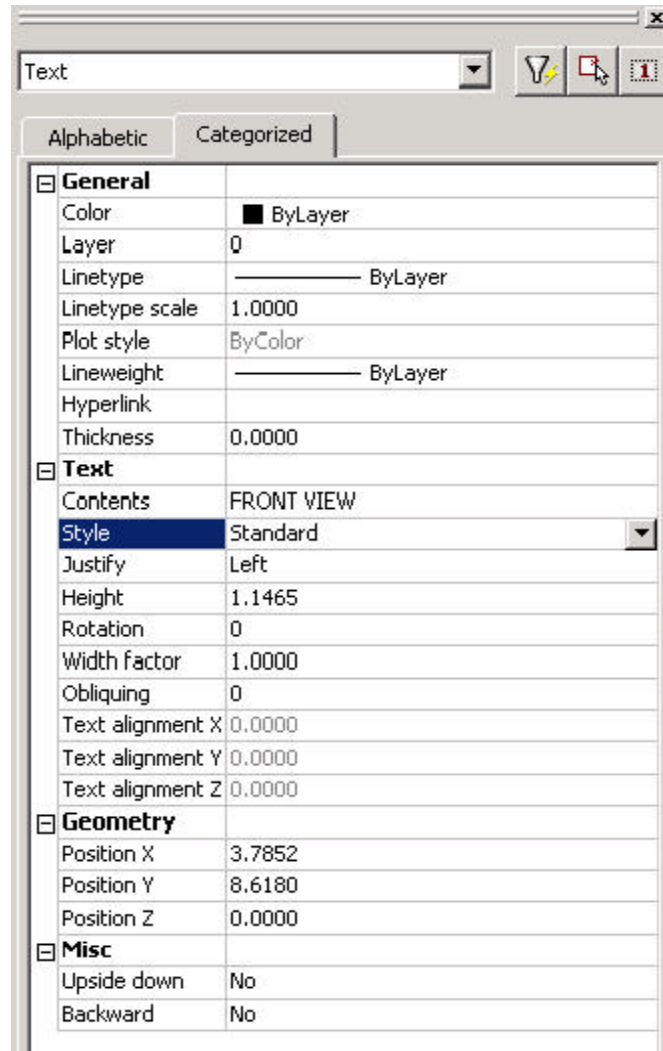 Text
1
Alphabetic Categorized
General
Color ByLayer
Layer 0
Linetype ByLayer
Linetype scale 1.0000
Plot style ByColor
Lineweight ByLayer
Hyperlink
Thickness 0.0000
Text
Contents FRONT VIEW
Style Standard
Justify Left
Height 1.1465
Rotation 0
Width factor 1.0000
Obliquing 0
Text alignment X 0.0000
Text alignment Y 0.0000
Text alignment Z 0.0000
Geometry
Position X 3.7852
Position Y 8.6180
Position Z 0.0000
Misc
Upside down No
Backward No